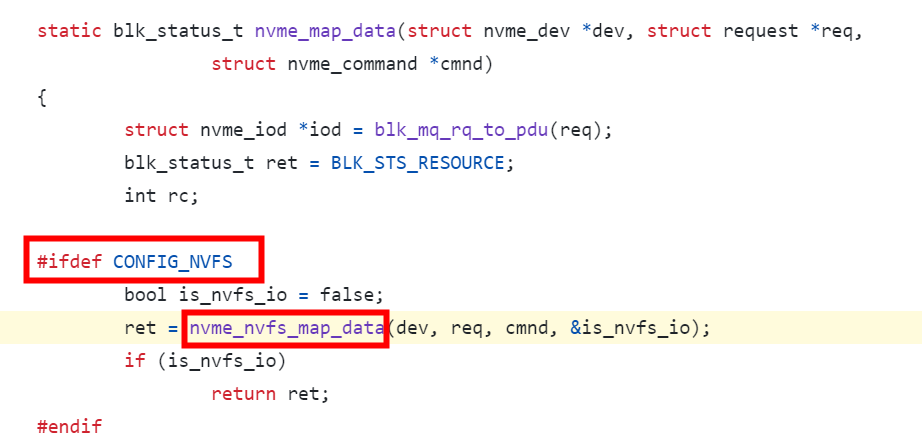 static blk_status_t nvme_map_data(struct nvme_dev *dev, struct request *req,
struct nvme_command *cmnd)
{
struct nvme_iod *iod = blk_mq_rq_to_pdu(req);
blk_status_t ret = BLK_STS_RESOURCE;
int rc;
#ifdef CONFIG_NVFS
bool is_nvfs_io = false;
ret = nvme_nvfs_map_data(dev, req, cmnd, &is_nvfs_io);
if (is_nvfs_io)
return ret;
#endif